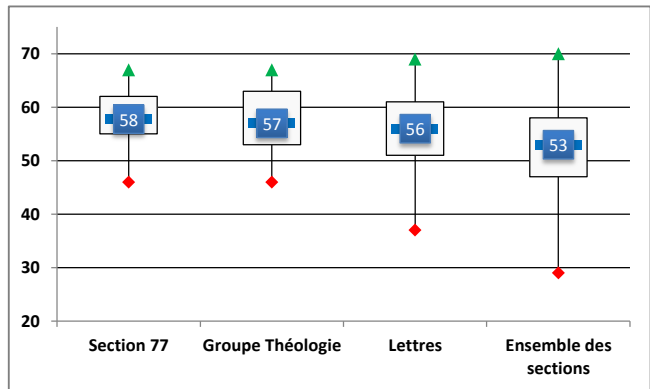 70
60
50
40
30
20
58
57
56
53
Section 77
Groupe Théologie
Lettres
Ensemble des
sections